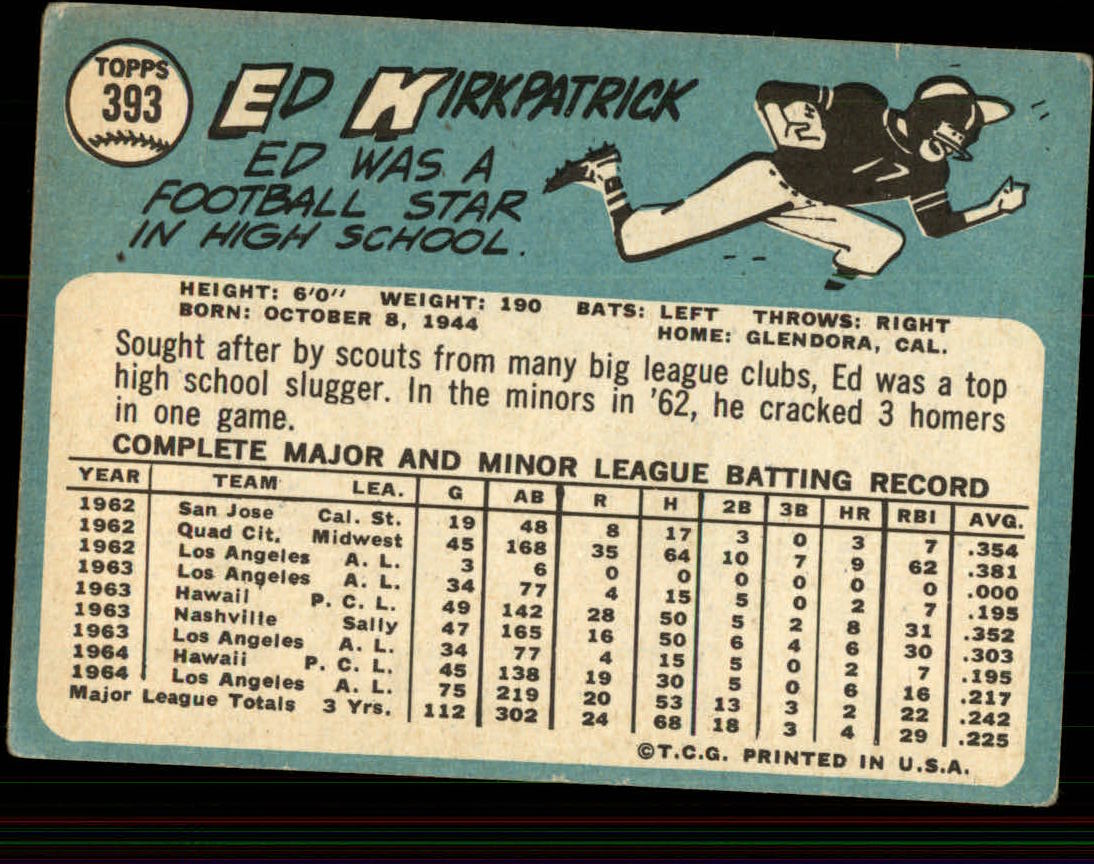 TOPPS
393
ED KIRKPATRICK
ED WAS A
FOOTBALL STAR
IN HIGH SCHOOL.
HEIGHT: 6'0" WEIGHT: 190 BATS: LEFT THROWS: RIGHT
BORN: OCTOBER 8, 1944 HOME: GLENDORA, CAL.
Sought after by scouts from many big league clubs, Ed was a top
high school slugger. In the minors in '62, he cracked 3 homers
in one game.
COMPLETE MAJOR AND MINOR LEAGUE BATTING RECORD
YEAR TEAM LEA. G AB R H 2B 3B HR RBI AVG.
1962 San Jose Cal. St. 19 48 8 17 3 0 3 7 .354
1962 Quad Cit. Midwest 45 168 35 64 10 7 9 62 .381
1962 Los Angeles A. L. 3 6 0 0 0 0 0 0 .000
1963 Los Angeles A. L. 34 77 4 15 5 0 2 7 .195
1963 Hawaii P. C. L. 49 142 28 50 5 2 8 31 .352
1963 Nashville Sally 47 165 16 50 6 4 6 30 .303
1963 Los Angeles A. L. 34 77 4 15 5 0 2 7 .195
1964 Hawaii P. C. L. 45 138 19 30 5 0 6 16 .217
1964 Los Angeles A. L. 75 219 20 53 13 3 2 22 .242
Major League Totals 3 Yrs. 112 302 24 68 18 3 4 29 .225
©T.C.G. PRINTED IN U.S.A.